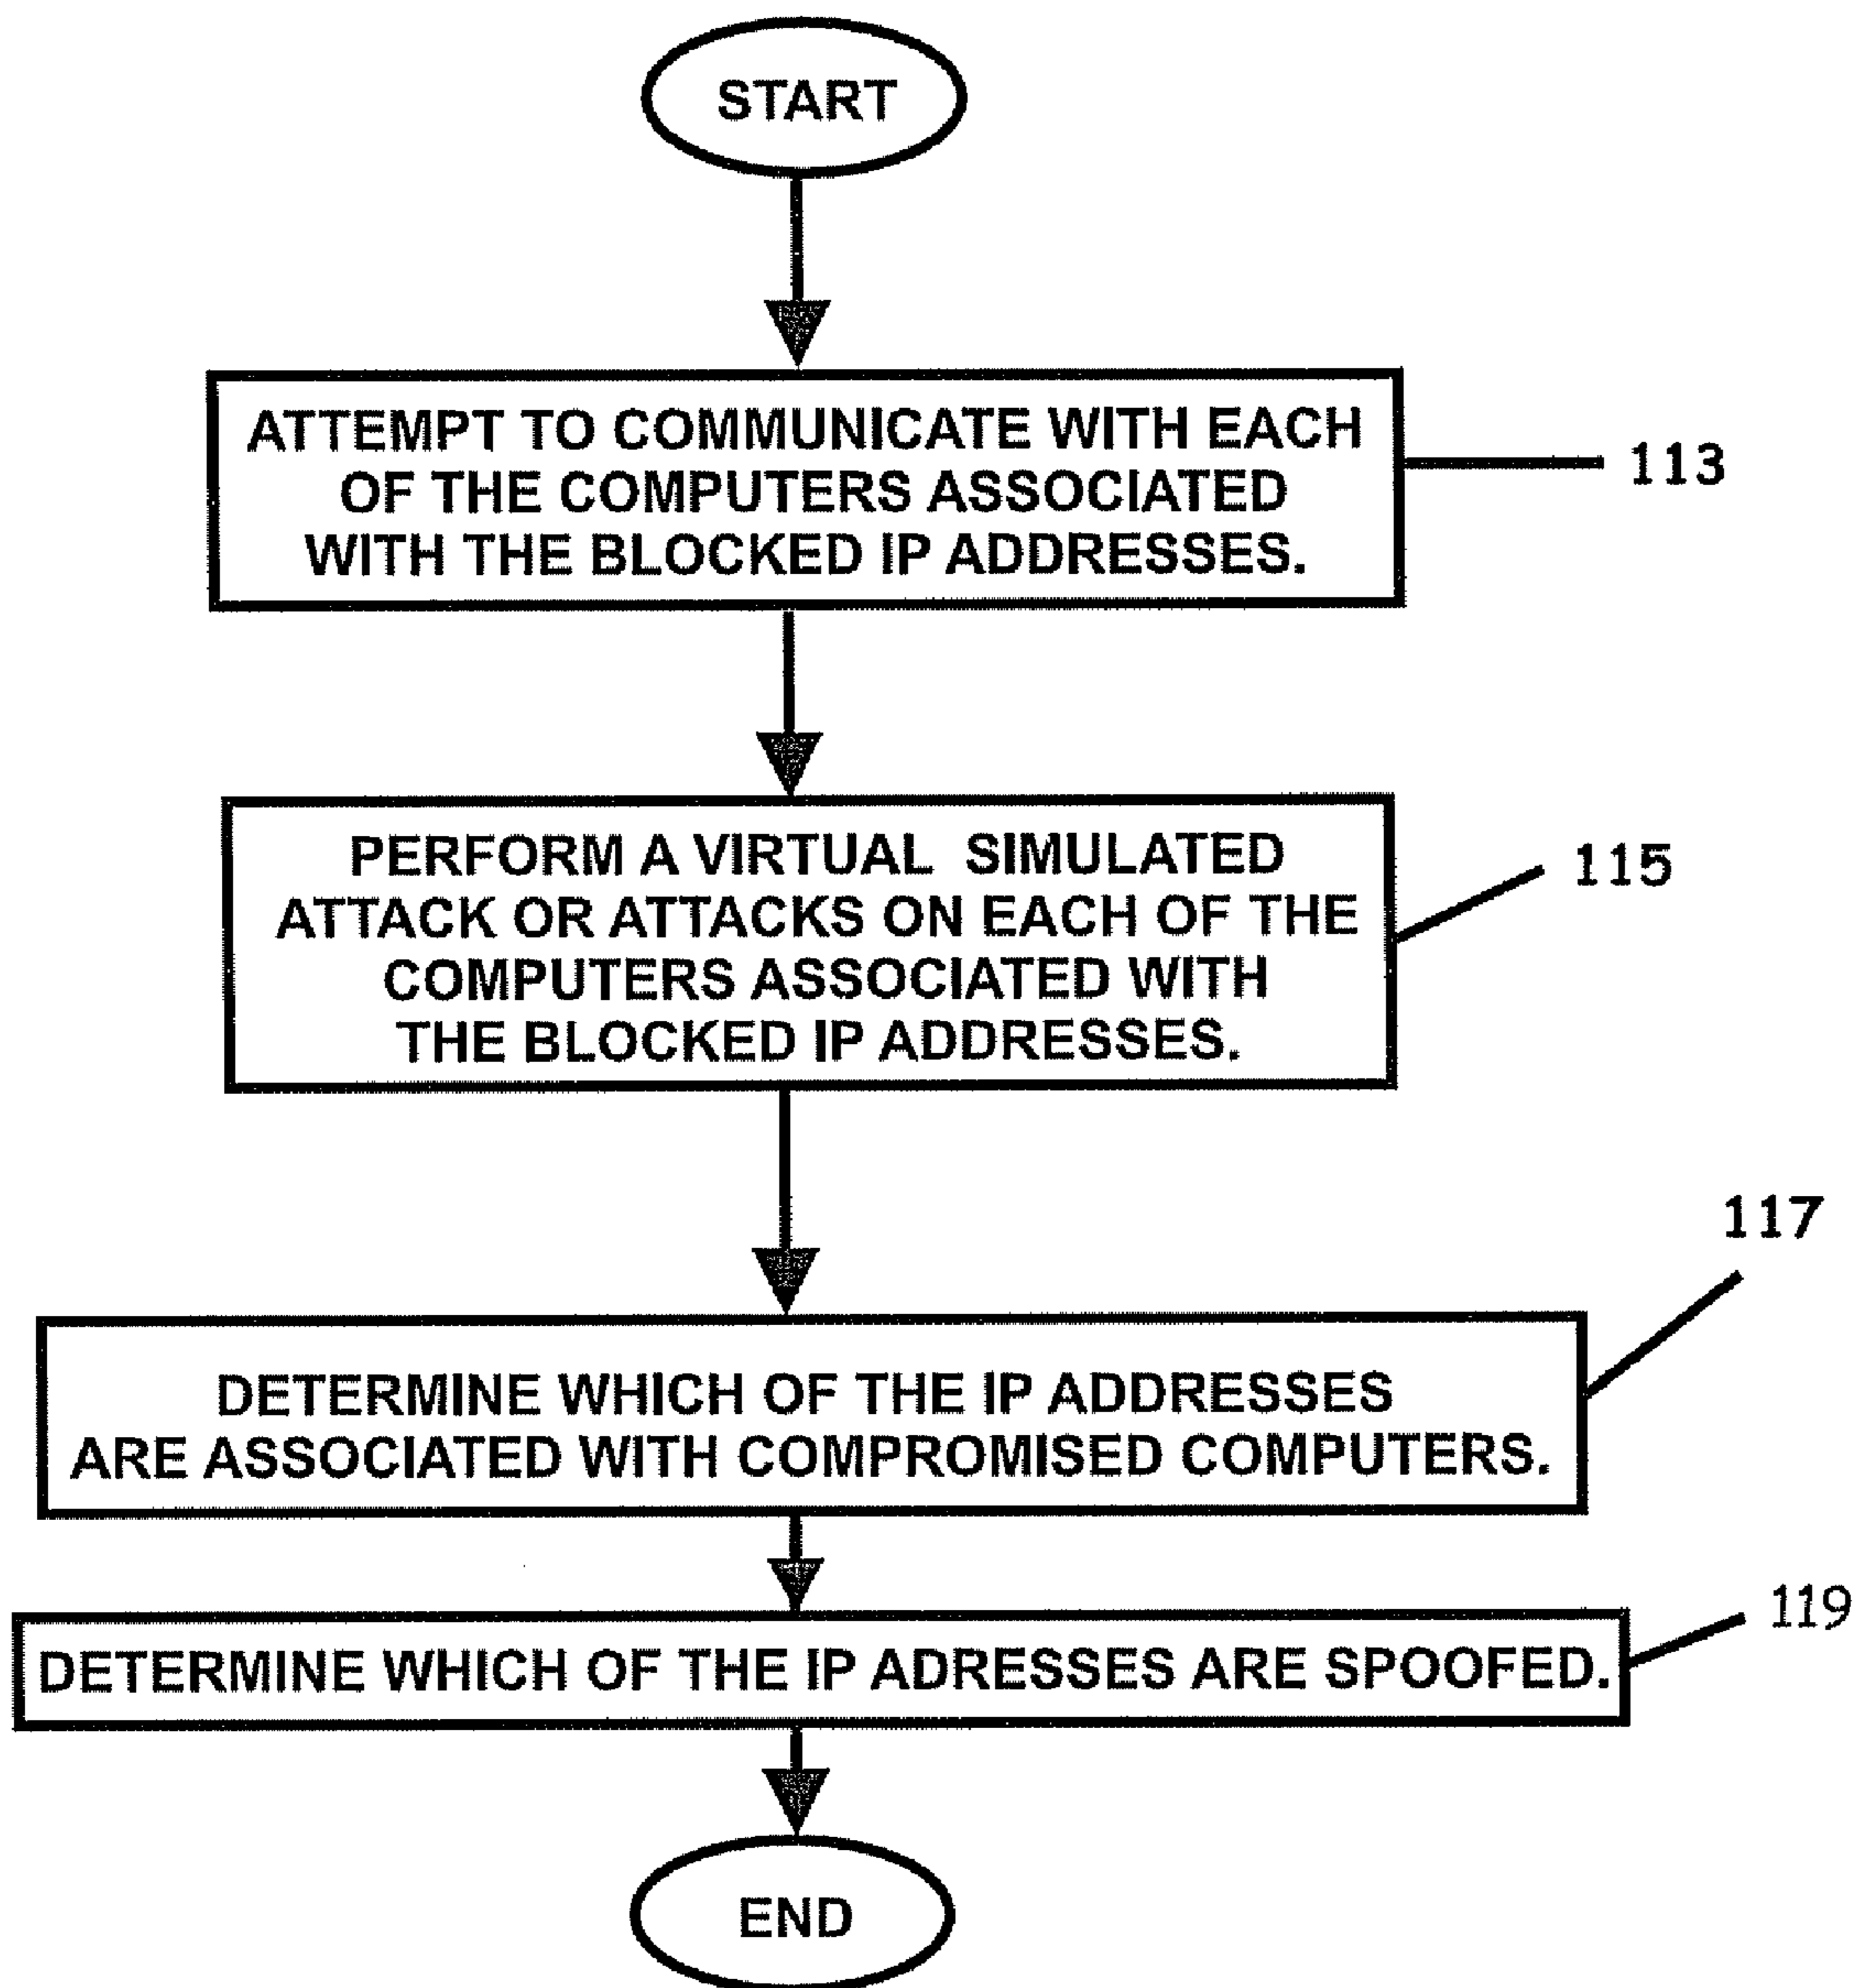 START
ATTEMPT TO COMMUNICATE WITH EACH
OF THE COMPUTERS ASSOCIATED
WITH THE BLOCKED IP ADDRESSES.
113
PERFORM A VIRTUAL SIMULATED
ATTACK OR ATTACKS ON EACH OF THE
COMPUTERS ASSOCIATED WITH
THE BLOCKED IP ADDRESSES.
115
117
DETERMINE WHICH OF THE IP ADDRESSES
ARE ASSOCIATED WITH COMPROMISED COMPUTERS.
119
DETERMINE WHICH OF THE IP ADRESSES ARE SPOOFED.
END